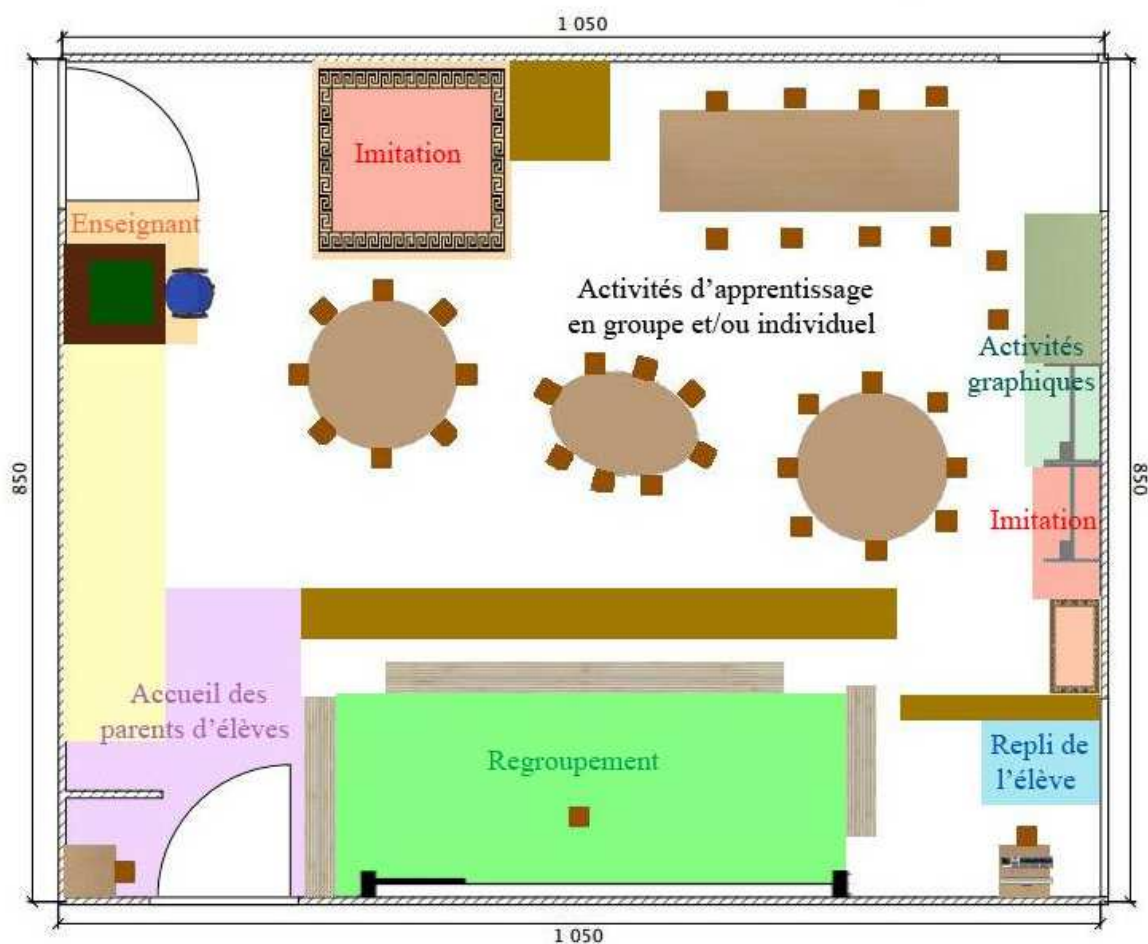 1 050
Imitation
Enseignant
Activités d’apprentissage
en groupe et/ou individuel
Activités
graphiques
850
850
Imitation
Accueil des
parents d’élèves
Regroupement
Repli de
l’élève
1 050